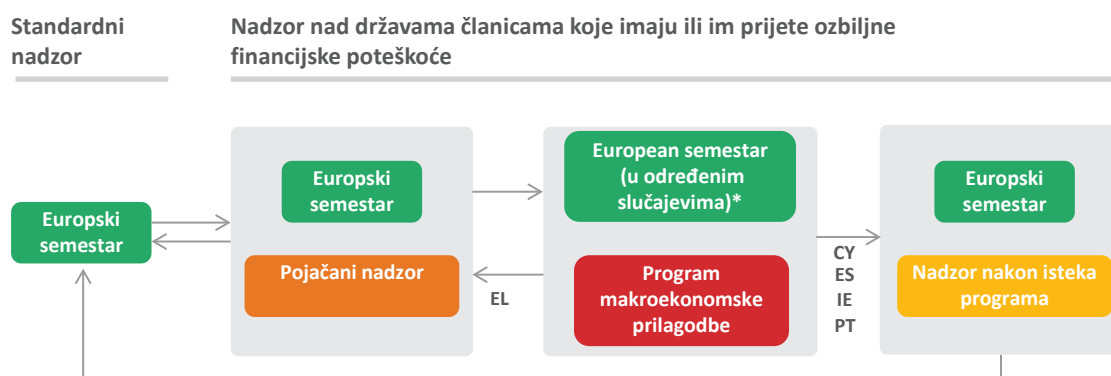 Standardni
nadzor
Nadzor nad državama članicama koje imaju ili im prijete ozbiljne
financijske poteškoće
Europski
semestar
Europski
semestar
Pojačani nadzor
EL
European semestar
(u određenim
slučajevima)*
Program
makroekonomske
prilagodbe
CY
ES
IE
PT
Europski
semestar
Nadzor nakon isteka
programa